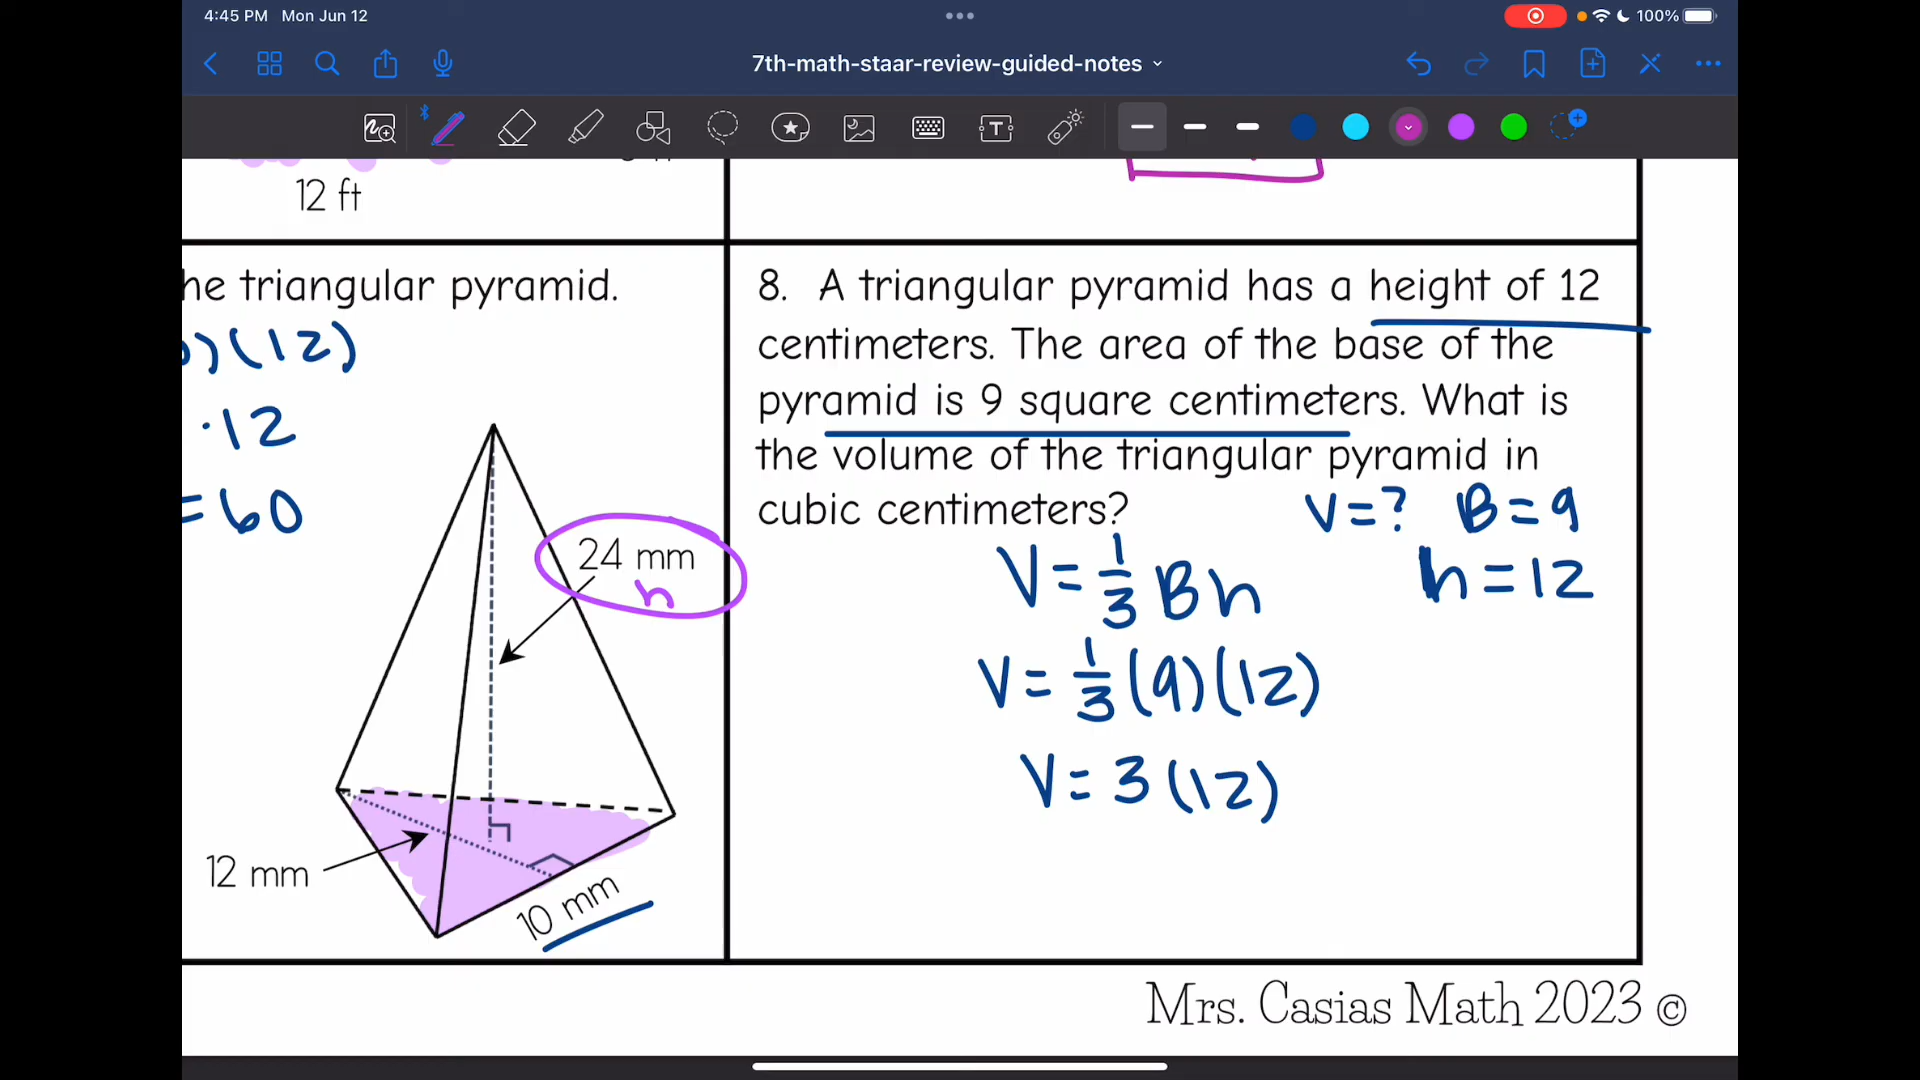 4:45 PM Mon Jun 12
100%
7th-math-staar-review-guided-notes
12 ft
he triangular pyramid.
)(12)
·12
= 60
24 mm
h
12 mm
10 mm
8. A triangular pyramid has a height of 12
centimeters. The area of the base of the
pyramid is 9 square centimeters. What is
the volume of the triangular pyramid in
cubic centimeters?
V=? B=9
h=12
V=1/3Bh
V=1/3(9)(12)
V=3(12)
Mrs. Casias Math 2023 ©